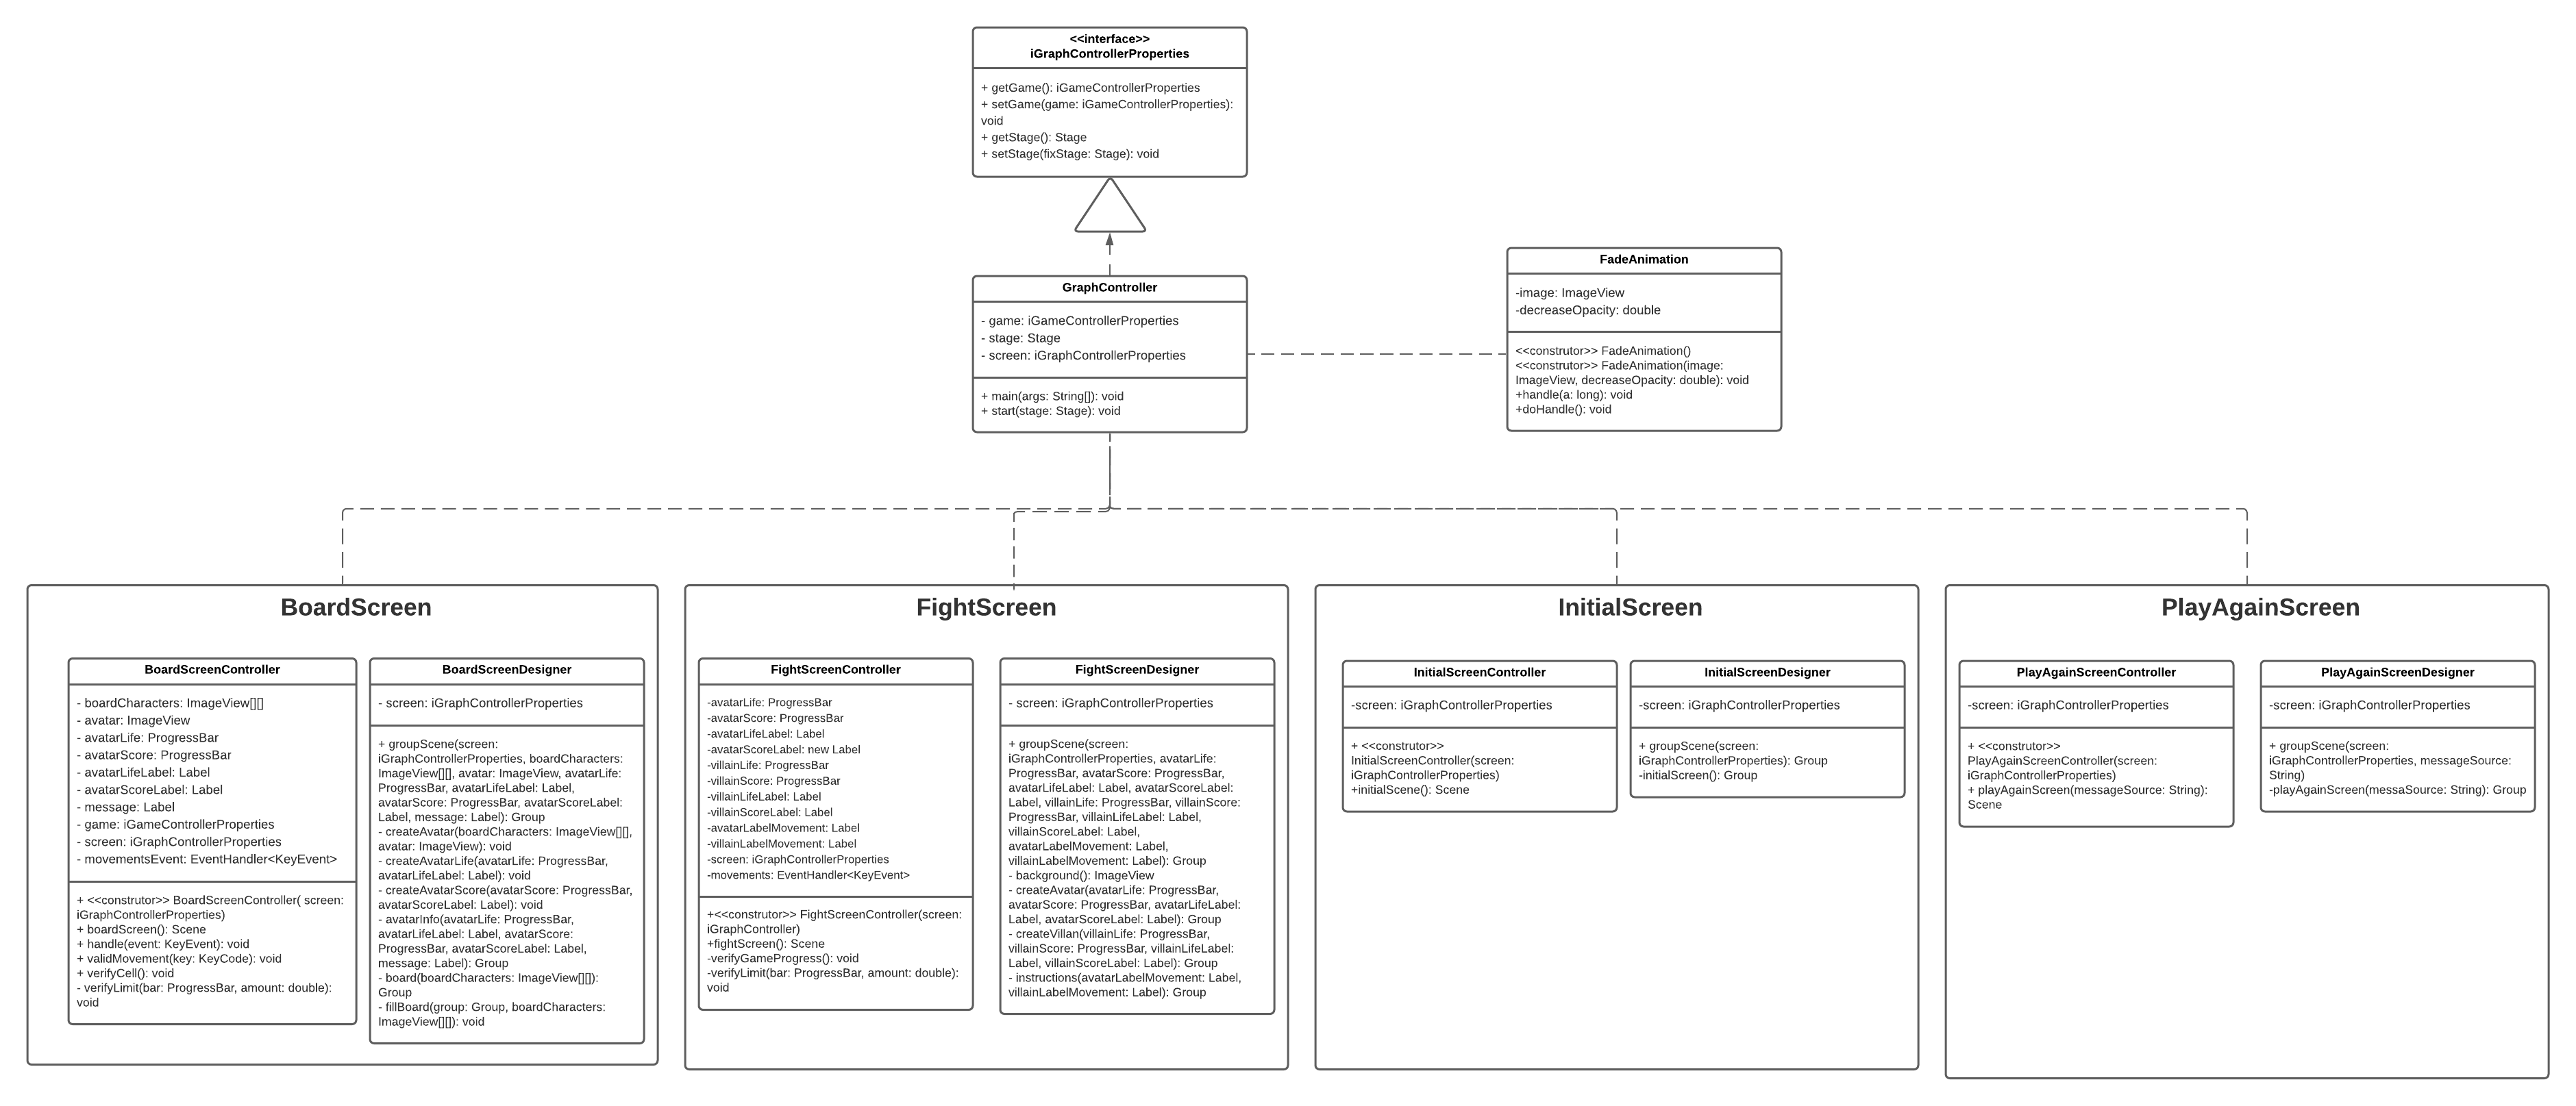 <<interface>>
iGraphControllerProperties
+ getGame(): iGameControllerProperties
+ setGame(game: iGameControllerProperties):
void
+ getStage(): Stage
+ setStage(fixStage: Stage): void
GraphController
- game: iGameControllerProperties
- stage: Stage
- screen: iGraphControllerProperties
+ main(args: String[]): void
+ start(stage: Stage): void
FadeAnimation
-image: ImageView
-decreaseOpacity: double
<<construtor>> FadeAnimation()
<<construtor>> FadeAnimation(image:
ImageView, decreaseOpacity: double): void
+handle(a: long): void
+doHandle(): void
BoardScreen
BoardScreenController
- boardCharacters: ImageView[][]
- avatar: ImageView
- avatarLife: ProgressBar
- avatarScore: ProgressBar
- avatarLifeLabel: Label
- avatarScoreLabel: Label
- message: Label
- game: iGameControllerProperties
- screen: iGraphControllerProperties
- movementsEvent: EventHandler<KeyEvent>
+ <<construtor>> BoardScreenController( screen:
iGraphControllerProperties)
+ boardScreen(): Scene
+ handle(event: KeyEvent): void
+ validMovement(key: KeyCode): void
+ verifyCell(): void
- verifyLimit(bar: ProgressBar, amount: double):
void
BoardScreenDesigner
- screen: iGraphControllerProperties
+ groupScene(screen:
iGraphControllerProperties, boardCharacters:
ImageView[][], avatar: ImageView, avatarLife:
ProgressBar, avatarLifeLabel: Label,
avatarScore: ProgressBar, avatarScoreLabel:
Label, message: Label): Group
- createAvatar(boardCharacters: ImageView[][],
avatar: ImageView): void
- createAvatarLife(avatarLife: ProgressBar,
avatarLifeLabel: Label): void
- createAvatarScore(avatarScore: ProgressBar,
avatarScoreLabel: Label): void
- avatarInfo(avatarLife: ProgressBar,
avatarLifeLabel: Label, avatarScore:
ProgressBar, avatarScoreLabel: Label,
message: Label): Group
- board(boardCharacters: ImageView[][]):
Group
- fillBoard(group: Group, boardCharacters:
ImageView[][]): void
FightScreen
FightScreenController
-avatarLife: ProgressBar
-avatarScore: ProgressBar
-avatarLifeLabel: Label
-avatarScoreLabel: new Label
-villainLife: ProgressBar
-villainScore: ProgressBar
-villainLifeLabel: Label
-villainScoreLabel: Label
-avatarLabelMovement: Label
-villainLabelMovement: Label
-screen: iGraphControllerProperties
-movements: EventHandler<KeyEvent>
+<<construtor>> FightScreenController(screen:
iGraphController)
+fightScreen(): Scene
-verifyGameProgress(): void
-verifyLimit(bar: ProgressBar, amount: double):
void
FightScreenDesigner
- screen: iGraphControllerProperties
+ groupScene(screen:
iGraphControllerProperties, avatarLife:
ProgressBar, avatarScore: ProgressBar,
avatarLifeLabel: Label, avatarScoreLabel:
Label, villainLife: ProgressBar, villainScore:
ProgressBar, villainLifeLabel: Label,
villainScoreLabel: Label,
avatarLabelMovement: Label,
villainLabelMovement: Label): Group
- background(): ImageView
- createAvatar(avatarLife: ProgressBar,
avatarScore: ProgressBar, avatarLifeLabel:
Label, avatarScoreLabel: Label): Group
- createVillan(villainLife: ProgressBar,
villainScore: ProgressBar, villainLifeLabel:
Label, villainScoreLabel: Label): Group
- instructions(avatarLabelMovement: Label,
villainLabelMovement: Label): Group
InitialScreen
InitialScreenController
-screen: iGraphControllerProperties
+ <<construtor>>
InitialScreenController(screen:
iGraphControllerProperties)
+initialScene(): Scene
InitialScreenDesigner
-screen: iGraphControllerProperties
+ groupScene(screen:
iGraphControllerProperties): Group
-initialScreen(): Group
PlayAgainScreen
PlayAgainScreenController
-screen: iGraphControllerProperties
+ <<construtor>>
PlayAgainScreenController(screen:
iGraphControllerProperties)
+ playAgainScreen(messageSource: String):
Scene
PlayAgainScreenDesigner
-screen: iGraphControllerProperties
+ groupScene(screen:
iGraphControllerProperties, messageSource:
String)
-playAgainScreen(messaSource: String): Group